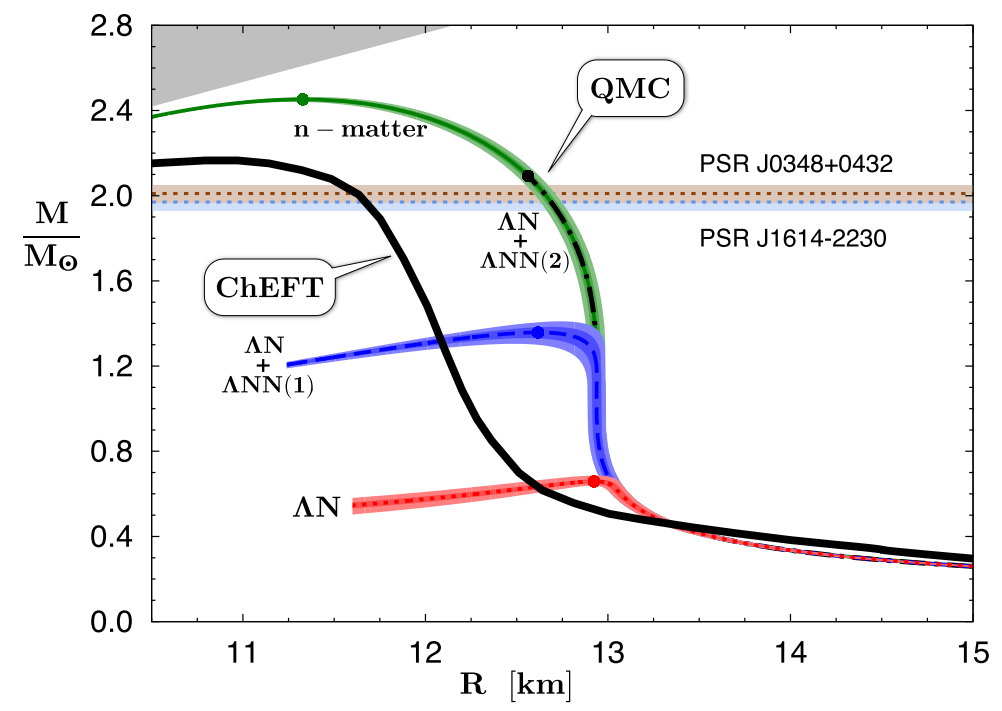 2.8
2.4
2.0
1.6
1.2
0.8
0.4
0.0
M
M⊙
QMC
n − matter
PSR J0348+0432
ΛN
+
ΛNN(2)
PSR J1614-2230
ChEFT
ΛN
+
ΛNN(1)
ΛN
11 12 13 14 15
R [km]